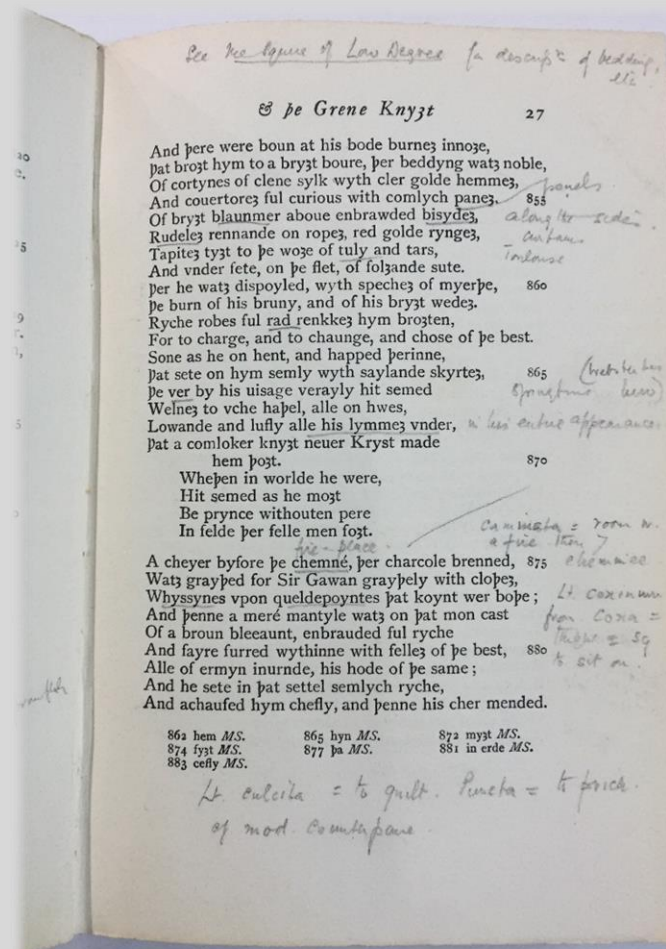 See the Squire of Low Degree for descript. of bedding,
etc.
& þe Grene Knyȝt 27
And þere were boun at his bode burneȝ innoȝe,
Þat broȝt hym to a bryȝt boure, þer beddyng watȝ noble,
Of cortynes of clene sylk wyth cler golde hemmeȝ,
panels
And couertoreȝ ful curious with comlych paneȝ, 855
Of bryȝt blaunmer aboue enbrawded bisydeȝ, along the sides
Rudeleȝ rennande on ropeȝ, red golde ryngeȝ, curtains
Tapiteȝ tyȝt to þe woȝe of tuly and tars, Toulouse
And vnder fete, on þe flet, of folȝande sute.
Þer he watȝ dispoyled, wyth specheȝ of myerþe, 860
Þe burn of his bruny, and of his bryȝt wedeȝ.
Ryche robes ful rad renkkeȝ hym broȝten,
For to charge, and to chaunge, and chose of þe best.
Sone as he on hent, and happed þerinne,
Þat sete on hym semly wyth saylande skyrteȝ, 865
Þe ver by his uisage verayly hit semed
Welneȝ to vche haþel, alle on hwes,
Lowande and lufly alle his lymmeȝ vnder, in his entire appearance
Þat a comloker knyȝt neuer Kryst made
hem þoȝt. 870
Wheþen in worlde he were,
Hit semed as he moȝt
Be prynce withouten pere
In felde þer felle men foȝt.
caminata = room w.
a fire
fire-place
A cheyer byfore þe chemné, þer charcole brenned, 875
Watȝ grayþed for Sir Gawan grayþely with cloþeȝ,
Whyssynes vpon queldepoyntes þat koynt wer boþe; Lt.
And þenne a meré mantyle watȝ on þat mon cast from Coxa =
Of a broun bleeaunt, enbrauded ful ryche
And fayre furred wythinne with felleȝ of þe best, 880 to sit on.
Alle of ermyn inurnde, his hode of þe same;
And he sete in þat settel semlych ryche,
And achaufed hym chefly, and þenne his cher mended.
862 hem MS. 865 hyn MS. 872 myȝt MS.
874 fyȝt MS. 877 þa MS. 881 in erde MS.
883 cefly MS.
Lt. culcita = to quilt. Puncta = to prick.
of mod. counterpane.